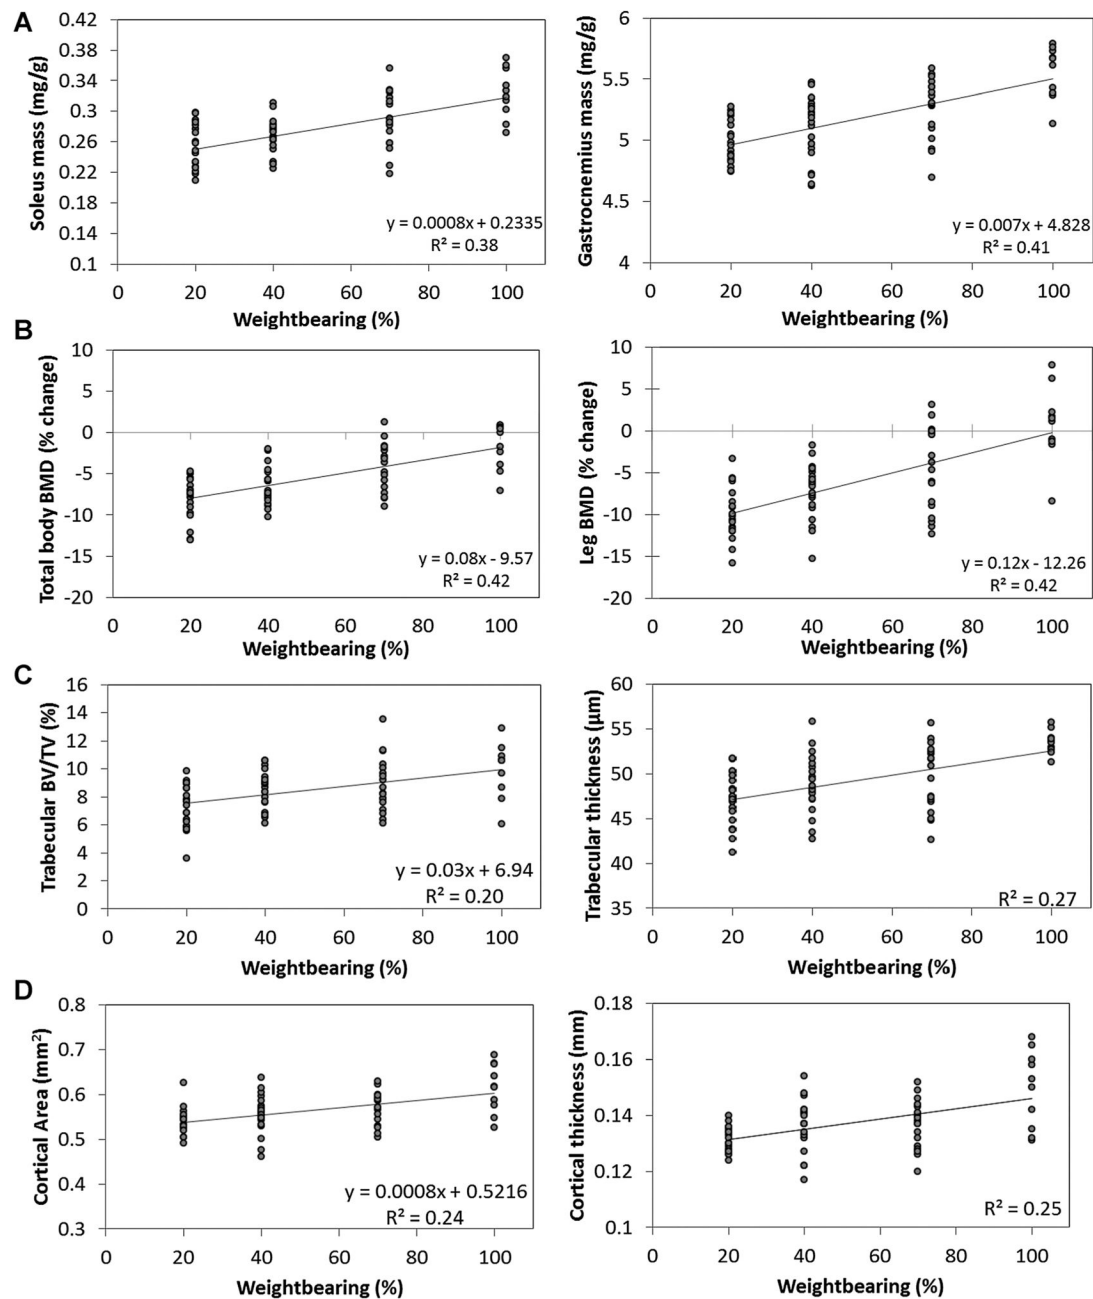 A
Soleus mass (mg/g)
0.42
0.38
0.34
0.3
0.26
0.22
0.18
0.14
0.1
y = 0.0008x + 0.2335
R² = 0.38
0 20 40 60 80 100
Weightbearing (%)
Gastrocnemius mass (mg/g)
6
5.5
5
4.5
4
y = 0.007x + 4.828
R² = 0.41
0 20 40 60 80 100
Weightbearing (%)
B
Total body BMD (% change)
10
5
0
-5
-10
-15
-20
y = 0.08x - 9.57
R² = 0.42
0 20 40 60 80 100
Weightbearing (%)
Leg BMD (% change)
10
5
0
-5
-10
-15
-20
y = 0.12x - 12.26
R² = 0.42
0 20 40 60 80 100
Weightbearing (%)
C
Trabecular BV/TV (%)
16
14
12
10
8
6
4
2
0
y = 0.03x + 6.94
R² = 0.20
0 20 40 60 80 100
Weightbearing (%)
Trabecular thickness (µm)
60
55
50
45
40
35
R² = 0.27
0 20 40 60 80 100
Weightbearing (%)
D
Cortical Area (mm²)
0.8
0.7
0.6
0.5
0.4
0.3
y = 0.0008x + 0.5216
R² = 0.24
0 20 40 60 80 100
Weightbearing (%)
Cortical thickness (mm)
0.18
0.16
0.14
0.12
0.1
R² = 0.25
0 20 40 60 80 100
Weightbearing (%)